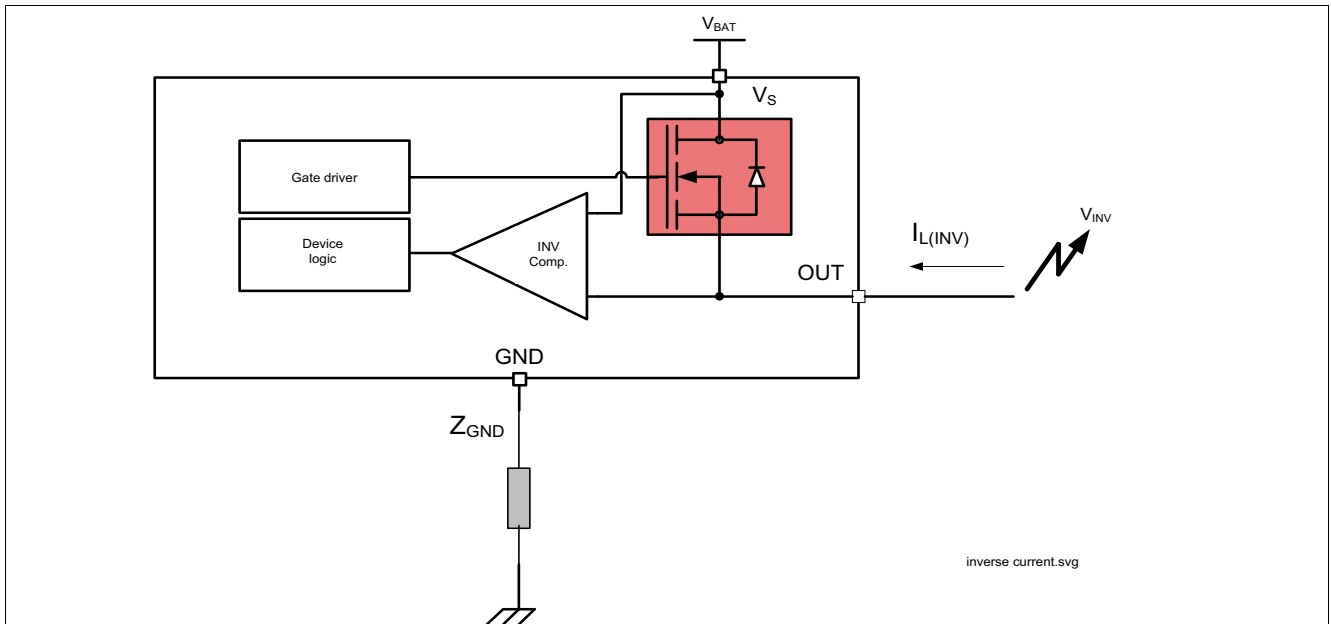 VBAT
VS
Gate driver
Device
logic
INV
Comp.
OUT
IL(INV)
VINV
GND
ZGND
inverse current.svg